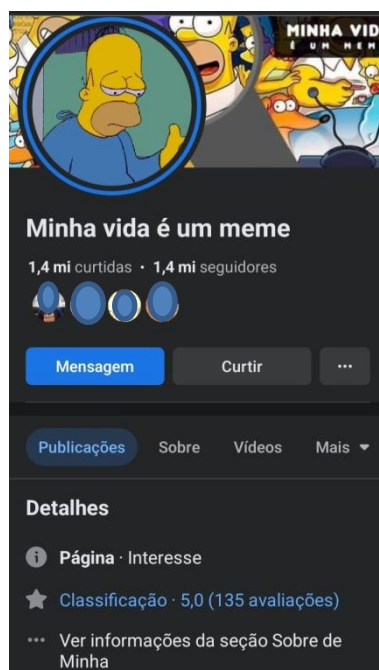 MINHA VID
É UM MEM
Minha vida é um meme
1,4 mi curtidas · 1,4 mi seguidores
Mensagem
Curtir
...
Publicações
Sobre
Vídeos
Mais
Detalhes
Página · Interesse
Classificação · 5,0 (135 avaliações)
Ver informações da seção Sobre de
Minha